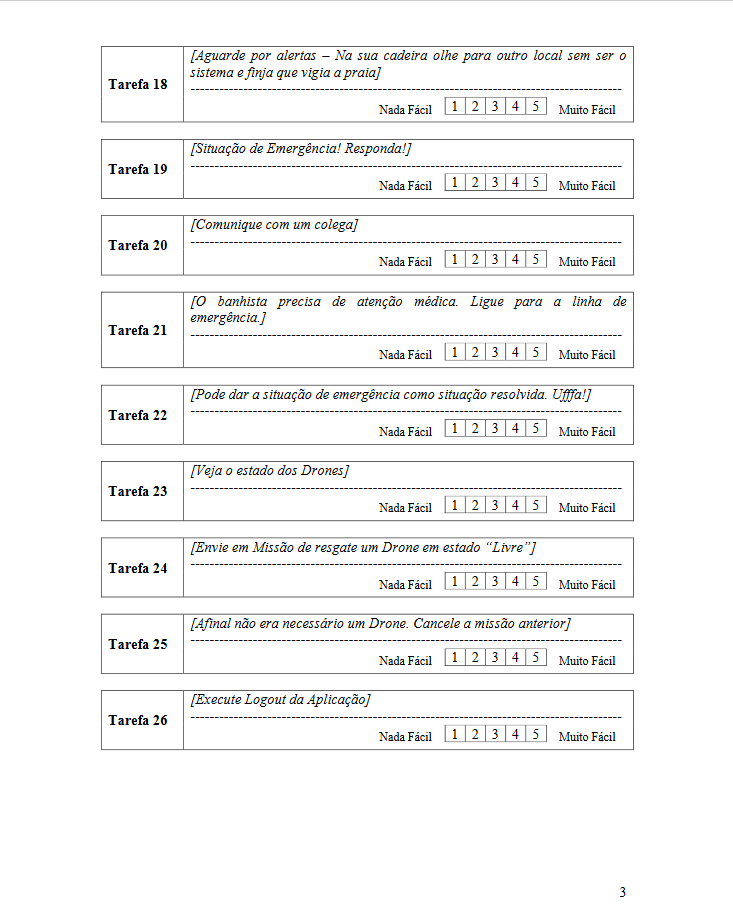 Tarefa 18
[Aguarde por alertas – Na sua cadeira olhe para outro local sem ser o
sistema e finja que vigia a praia]
-----------------------------------------------------------------------------------------
Nada Fácil 1 2 3 4 5 Muito Fácil
Tarefa 19
[Situação de Emergência! Responda!]
-----------------------------------------------------------------------------------------
Nada Fácil 1 2 3 4 5 Muito Fácil
Tarefa 20
[Comunique com um colega]
-----------------------------------------------------------------------------------------
Nada Fácil 1 2 3 4 5 Muito Fácil
Tarefa 21
[O banhista precisa de atenção médica. Ligue para a linha de
emergência.]
-----------------------------------------------------------------------------------------
Nada Fácil 1 2 3 4 5 Muito Fácil
Tarefa 22
[Pode dar a situação de emergência como situação resolvida. Ufffa!]
-----------------------------------------------------------------------------------------
Nada Fácil 1 2 3 4 5 Muito Fácil
Tarefa 23
[Veja o estado dos Drones]
-----------------------------------------------------------------------------------------
Nada Fácil 1 2 3 4 5 Muito Fácil
Tarefa 24
[Envie em Missão de resgate um Drone em estado “Livre”]
-----------------------------------------------------------------------------------------
Nada Fácil 1 2 3 4 5 Muito Fácil
Tarefa 25
[Afinal não era necessário um Drone. Cancele a missão anterior]
-----------------------------------------------------------------------------------------
Nada Fácil 1 2 3 4 5 Muito Fácil
Tarefa 26
[Execute Logout da Aplicação]
-----------------------------------------------------------------------------------------
Nada Fácil 1 2 3 4 5 Muito Fácil
3